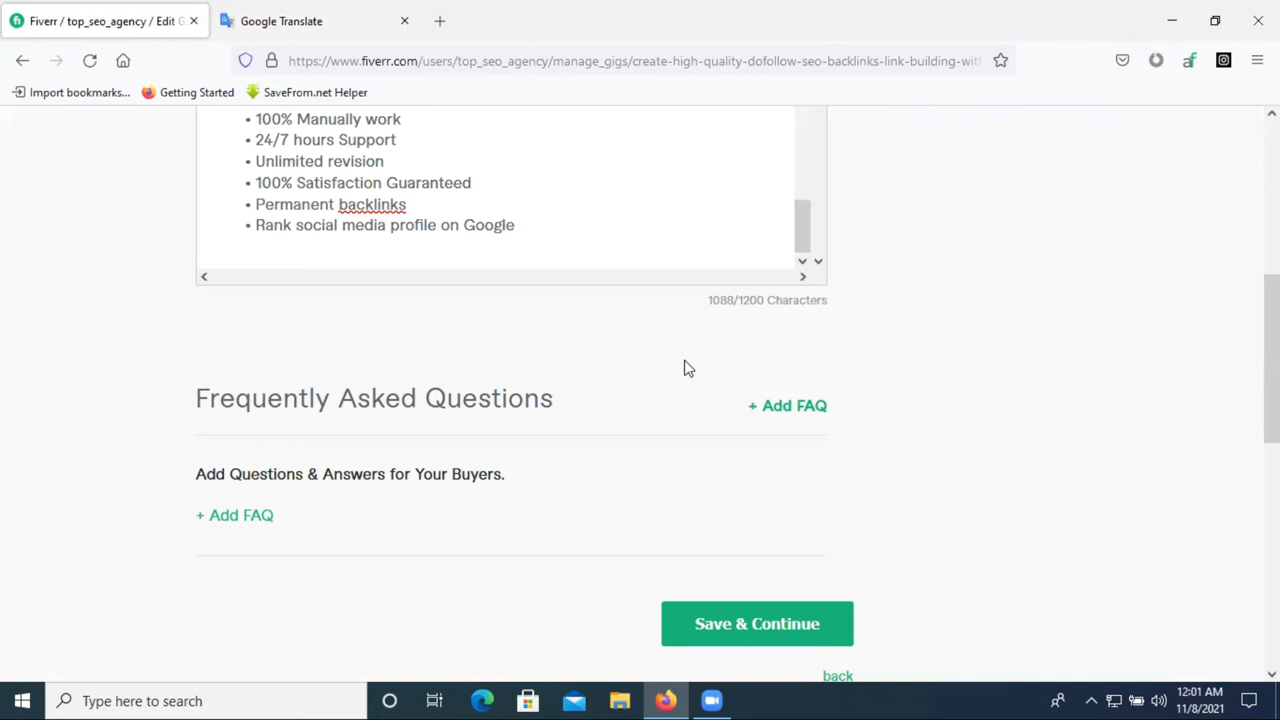 Fiverr / top_seo_agency / Edit G
Google Translate
https://www.fiverr.com/users/top_seo_agency/manage_gigs/create-high-quality-dofollow-seo-backlinks-link-building-wit
Import bookmarks...
Getting Started
SaveFrom.net Helper
• 100% Manually work
• 24/7 hours Support
• Unlimited revision
• 100% Satisfaction Guaranteed
• Permanent backlinks
• Rank social media profile on Google
1088/1200 Characters
Frequently Asked Questions
+ Add FAQ
Add Questions & Answers for Your Buyers.
+ Add FAQ
Save & Continue
back
Type here to search
12:01 AM
11/8/2021